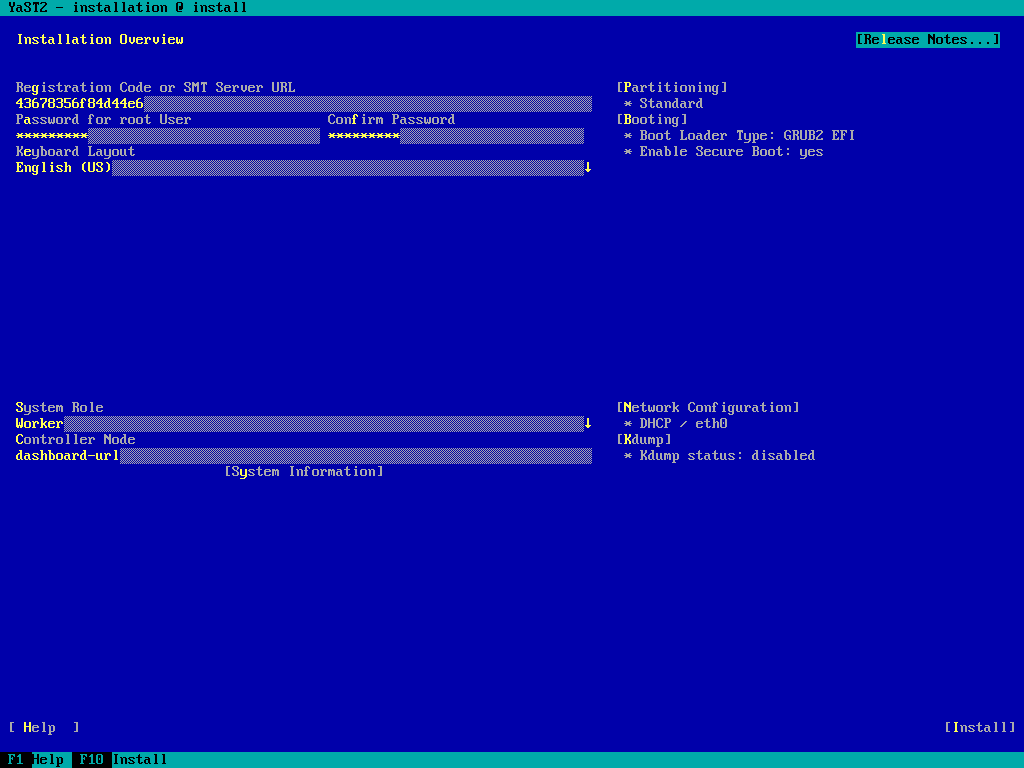 YaST2 - installation @ install
Installation Overview [Release Notes...]
Registration Code or SMT Server URL [Partitioning]
43678356f84d44e6 * Standard
Password for root User Confirm Password [Booting]
********* ********* * Boot Loader Type: GRUB2 EFI
Keyboard Layout * Enable Secure Boot: yes
English (US)↓
System Role [Network Configuration]
Worker↓ * DHCP / eth0
Controller Node [Kdump]
dashboard-url * Kdump status: disabled
[System Information]
[ Help ] [Install]
F1 Help F10 Install